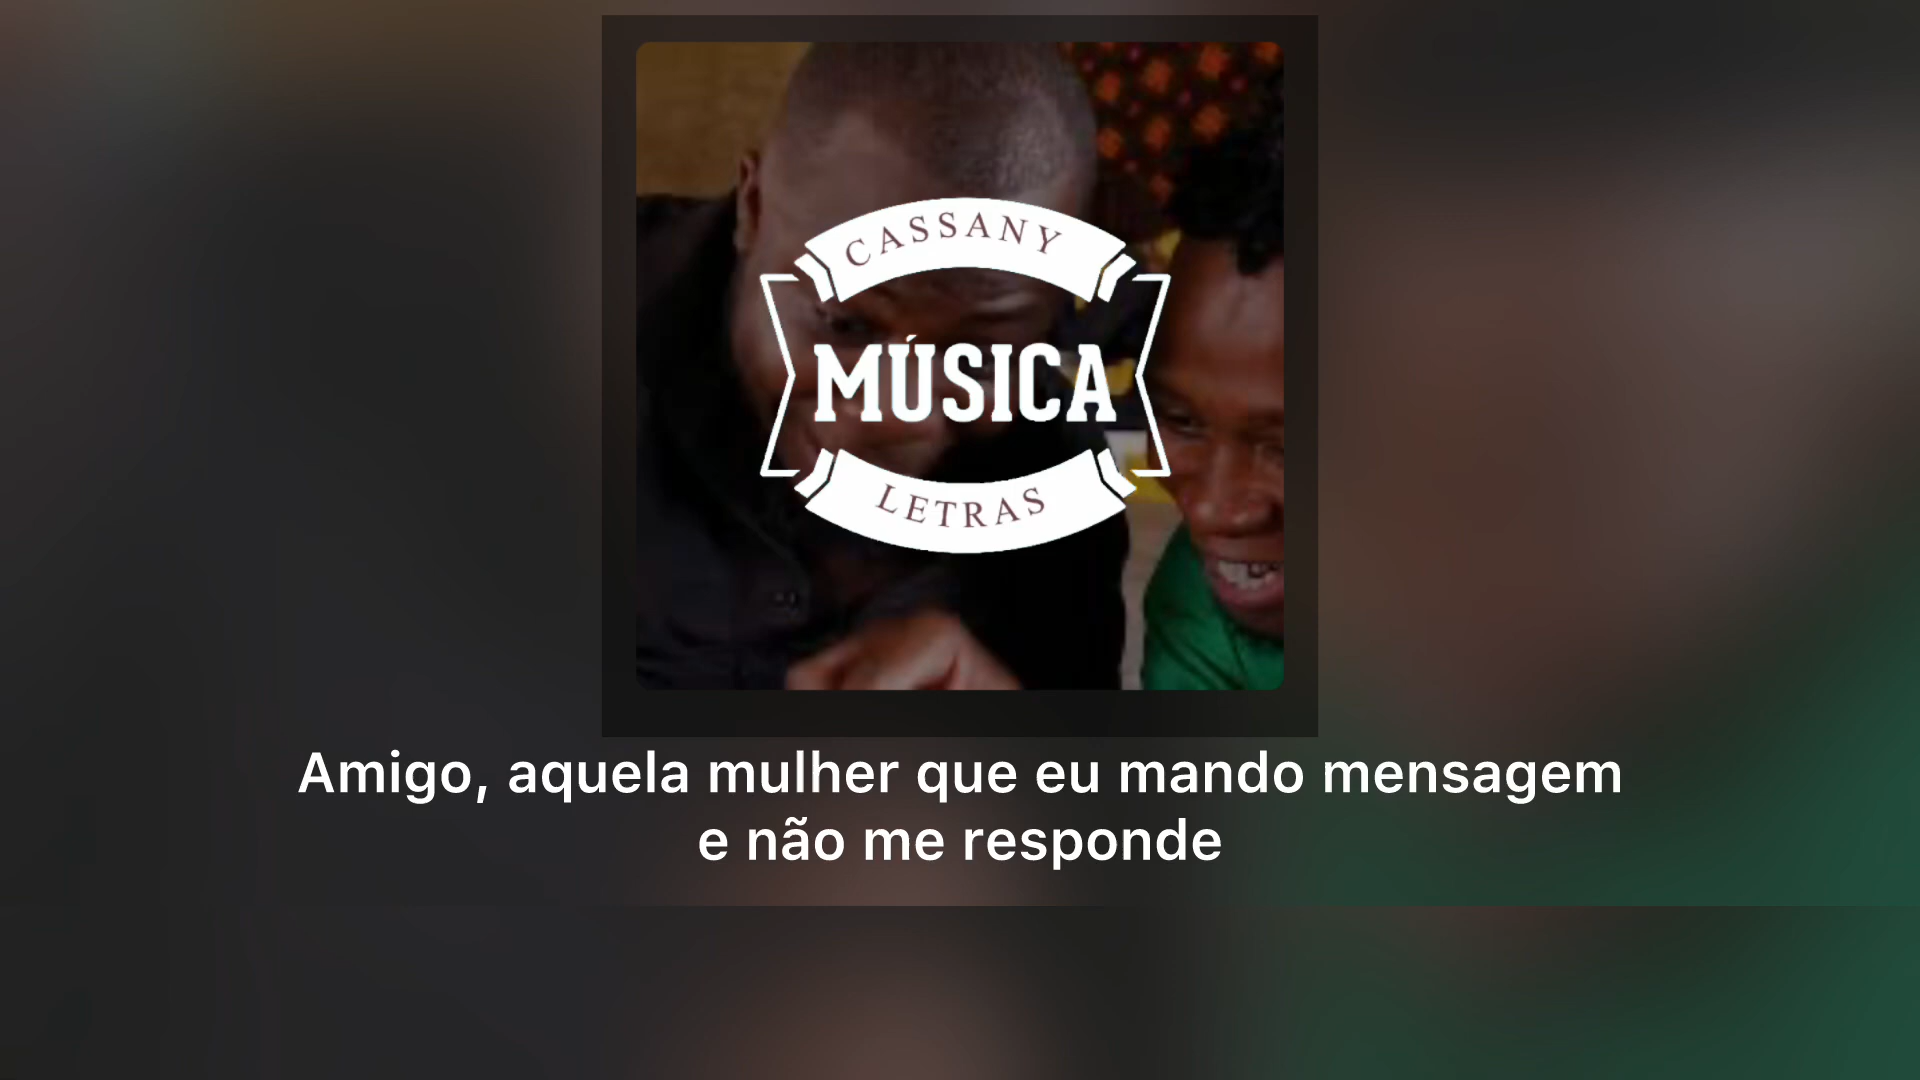 CASSANY
MÚSICA
LETRAS
Amigo, aquela mulher que eu mando mensagem
e não me responde